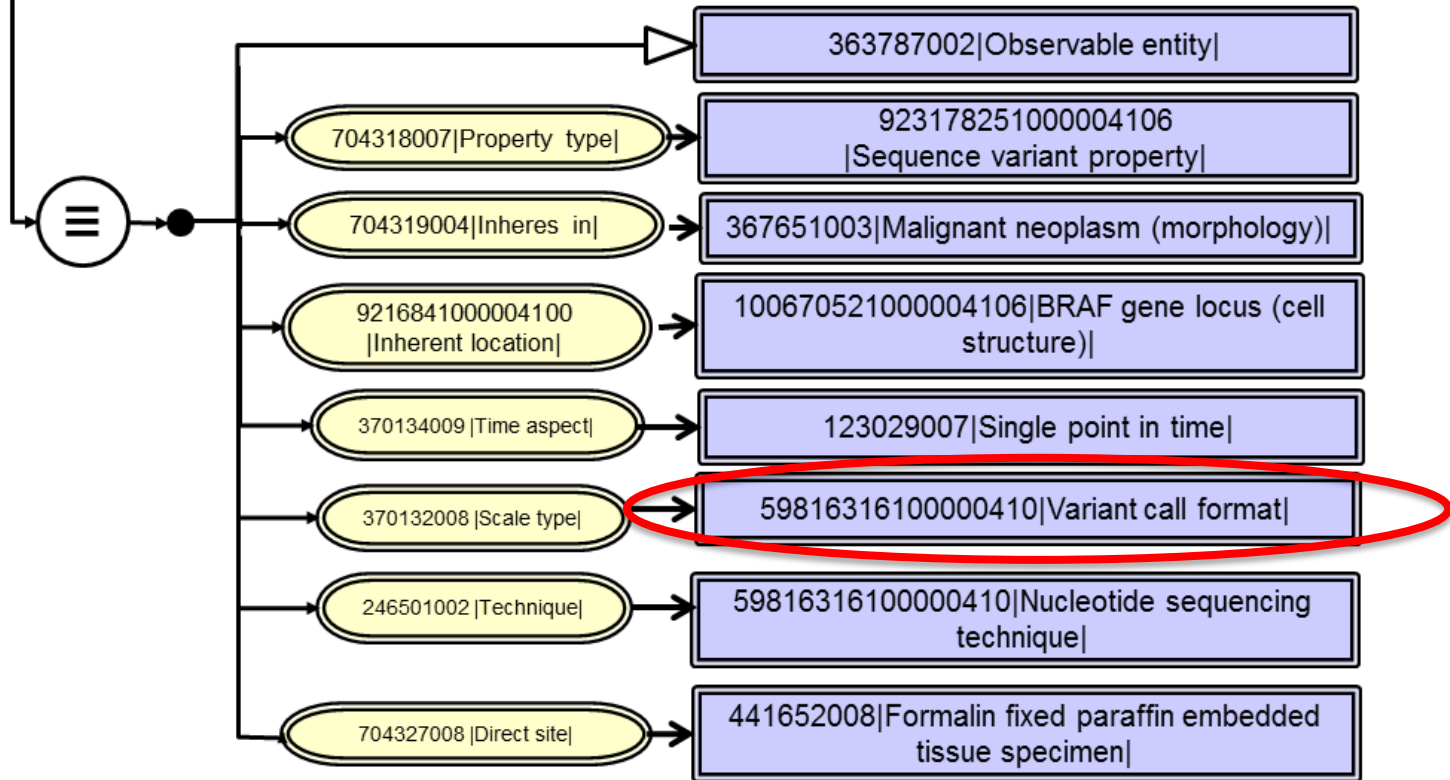 363787002|Observable entity|
704318007|Property type|
923178251000004106
|Sequence variant property|
704319004|Inheres in|
367651003|Malignant neoplasm (morphology)|
9216841000004100
|Inherent location|
100670521000004106|BRAF gene locus (cell
structure)|
370134009 |Time aspect|
123029007|Single point in time|
370132008 |Scale type|
59816316100000410|Variant call format|
246501002 |Technique|
59816316100000410|Nucleotide sequencing
technique|
704327008 |Direct site|
441652008|Formalin fixed paraffin embedded
tissue specimen|